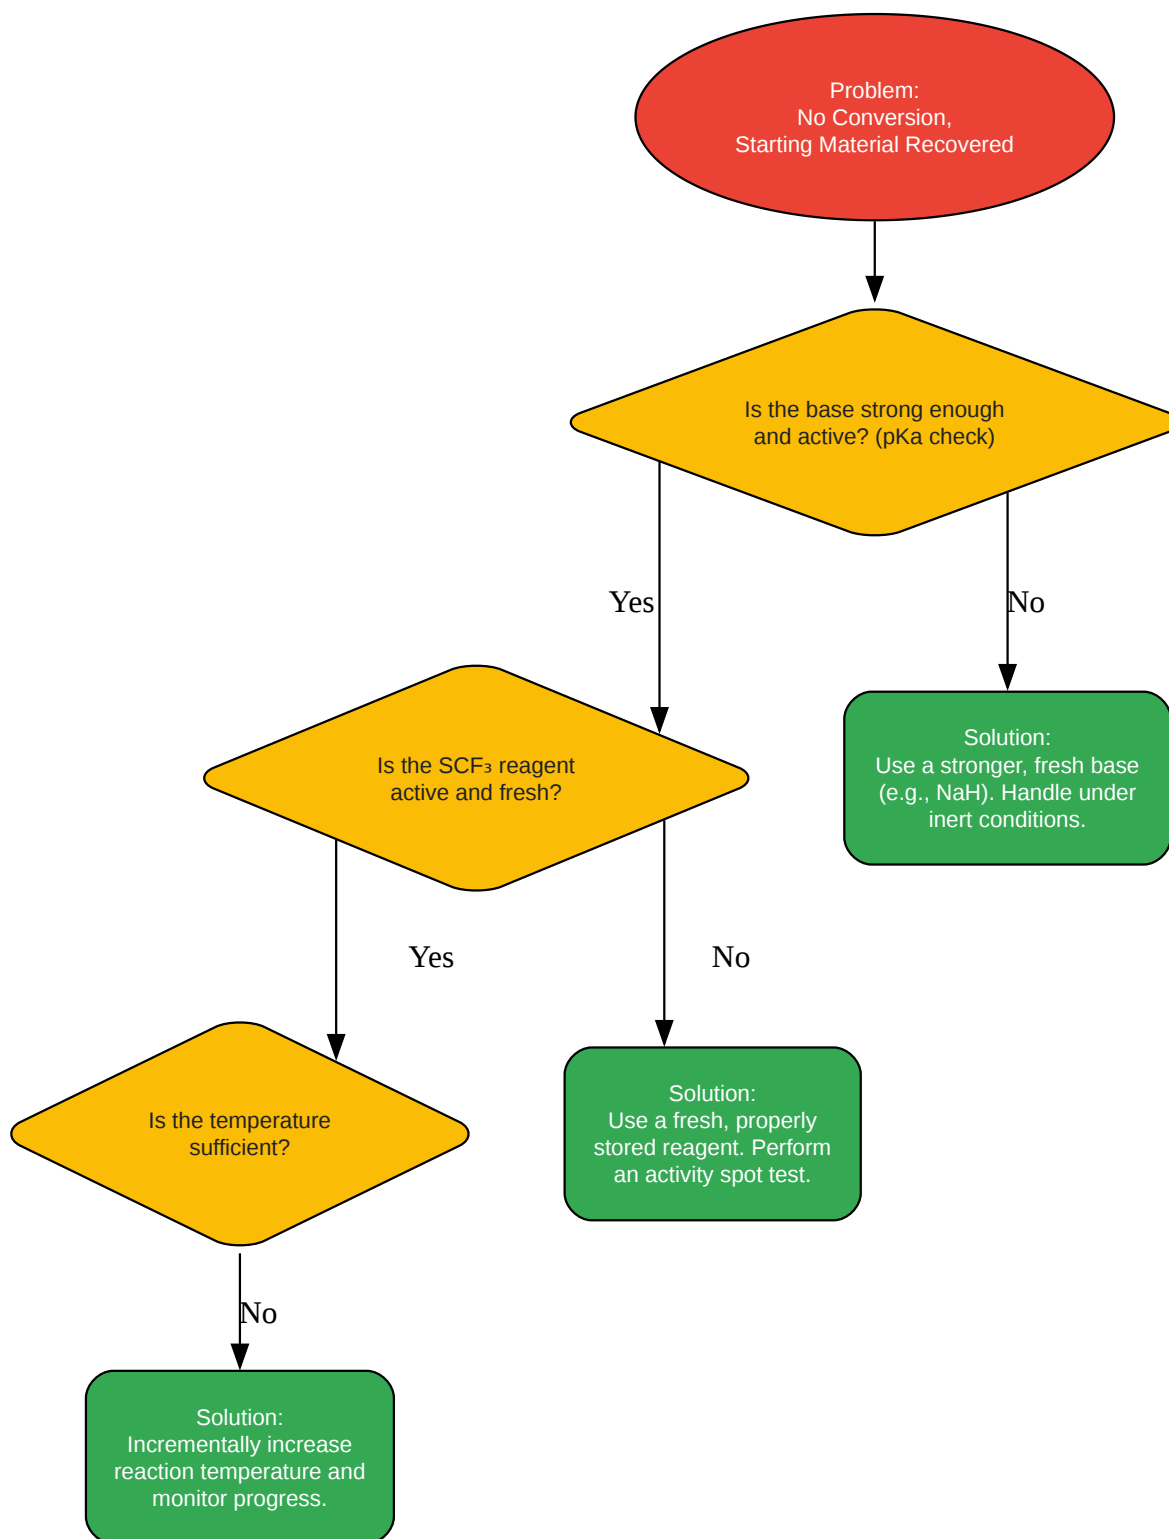 Problem:
No Conversion,
Starting Material Recovered
Is the base strong enough
and active? (pKa check)
Yes
No
Solution:
Use a stronger, fresh base
(e.g., NaH). Handle under
inert conditions.
Is the SCF₃ reagent
active and fresh?
Yes
No
Solution:
Use a fresh, properly
stored reagent. Perform
an activity spot test.
Is the temperature
sufficient?
No
Solution:
Incrementally increase
reaction temperature and
monitor progress.